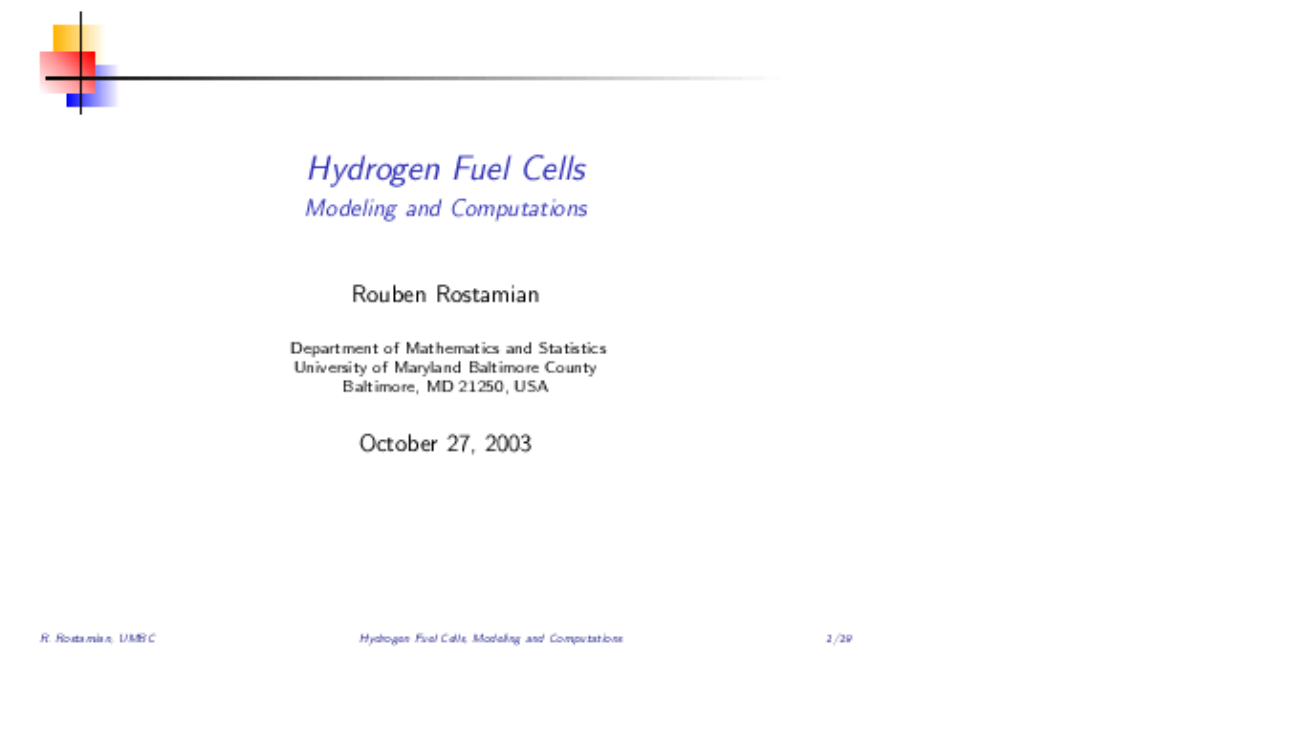 Hydrogen Fuel Cells
Modeling and Computations
Rouben Rostamian
Department of Mathematics and Statistics
University of Maryland Baltimore County
Baltimore, MD 21250, USA
October 27, 2003
R. Rostamian, UMBC
Hydrogen Fuel Cells, Modeling and Computations